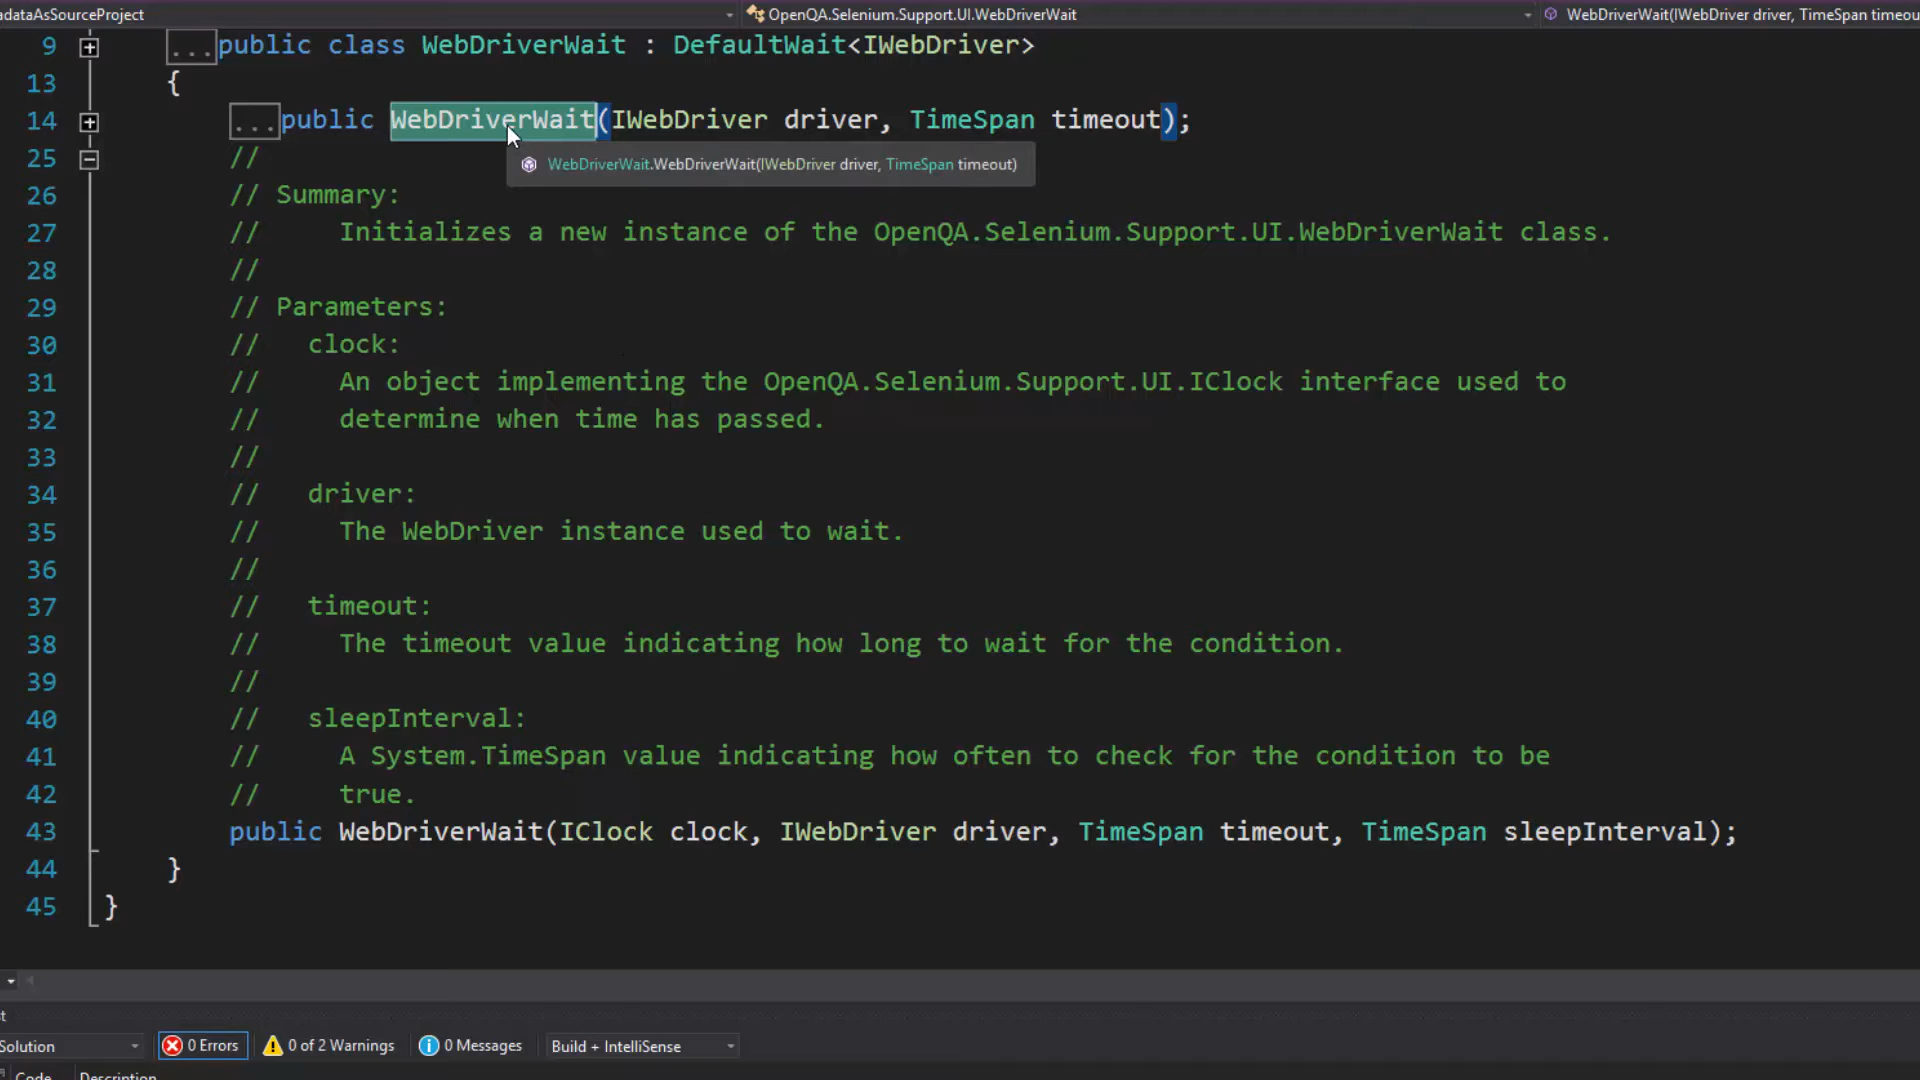 adataAsSourceProject OpenQA.Selenium.Support.UI.WebDriverWait WebDriverWait(IWebDriver driver, TimeSpan timeou
9 ...public class WebDriverWait : DefaultWait<IWebDriver>
13 {
14 ...public WebDriverWait(IWebDriver driver, TimeSpan timeout);
25 //
WebDriverWait.WebDriverWait(IWebDriver driver, TimeSpan timeout)
26 // Summary:
27 // Initializes a new instance of the OpenQA.Selenium.Support.UI.WebDriverWait class.
28 //
29 // Parameters:
30 // clock:
31 // An object implementing the OpenQA.Selenium.Support.UI.IClock interface used to
32 // determine when time has passed.
33 //
34 // driver:
35 // The WebDriver instance used to wait.
36 //
37 // timeout:
38 // The timeout value indicating how long to wait for the condition.
39 //
40 // sleepInterval:
41 // A System.TimeSpan value indicating how often to check for the condition to be
42 // true.
43 public WebDriverWait(IClock clock, IWebDriver driver, TimeSpan timeout, TimeSpan sleepInterval);
44 }
45 }
st
Solution 0 Errors 0 of 2 Warnings 0 Messages Build + IntelliSense
Code Description